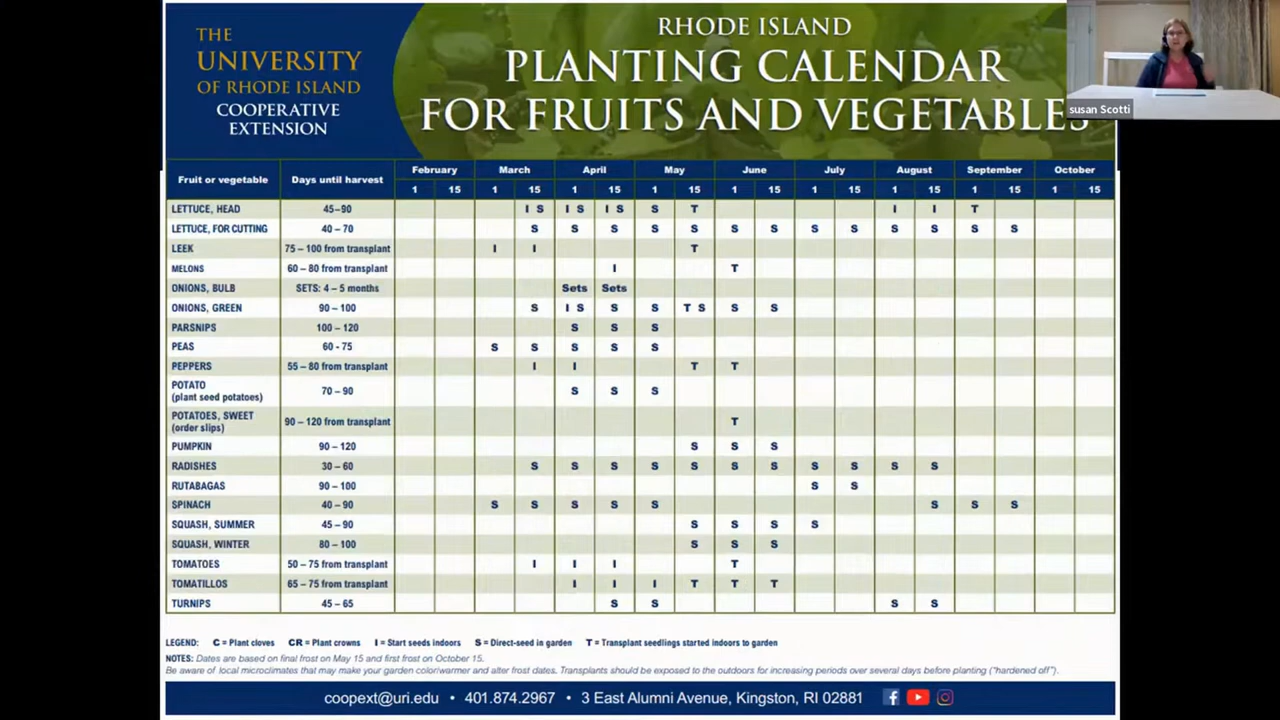 THE
UNIVERSITY
OF RHODE ISLAND
COOPERATIVE
EXTENSION
RHODE ISLAND
PLANTING CALENDAR
FOR FRUITS AND VEGETABLES
susan Scotti
Fruit or vegetable Days until harvest February March April May June July August September October
1 15 1 15 1 15 1 15 1 15 1 15 1 15 1 15 1 15
LETTUCE, HEAD 45–90 I S I S I S S T I I T
LETTUCE, FOR CUTTING 40 – 70 S S S S S S S S S S S S S
LEEK 75 – 100 from transplant I I T
MELONS 60 – 80 from transplant I T
ONIONS, BULB SETS: 4 – 5 months Sets Sets
ONIONS, GREEN 90 – 100 S I S S S T S S S
PARSNIPS 100 – 120 S S S
PEAS 60 - 75 S S S S S
PEPPERS 55 – 80 from transplant I I T T
POTATO
(plant seed potatoes) 70 – 90 S S S
POTATOES, SWEET
(order slips) 90 – 120 from transplant T
PUMPKIN 90 – 120 S S S
RADISHES 30 – 60 S S S S S S S S S S S
RUTABAGAS 90 – 100 S S
SPINACH 40 – 90 S S S S S S S S
SQUASH, SUMMER 45 – 90 S S S S
SQUASH, WINTER 80 – 100 S S S
TOMATOES 50 – 75 from transplant I I I T
TOMATILLOS 65 – 75 from transplant I I I T T T
TURNIPS 45 – 65 S S S S
LEGEND: C = Plant cloves CR = Plant crowns I = Start seeds indoors S = Direct-seed in garden T = Transplant seedlings started indoors to garden
NOTES: Dates are based on final frost on May 15 and first frost on October 15.
Be aware of local microclimates that may make your garden color/warmer and alter frost dates. Transplants should be exposed to the outdoors for increasing periods over several days before planting ("hardened off").
coopext@uri.edu • 401.874.2967 • 3 East Alumni Avenue, Kingston, RI 02881